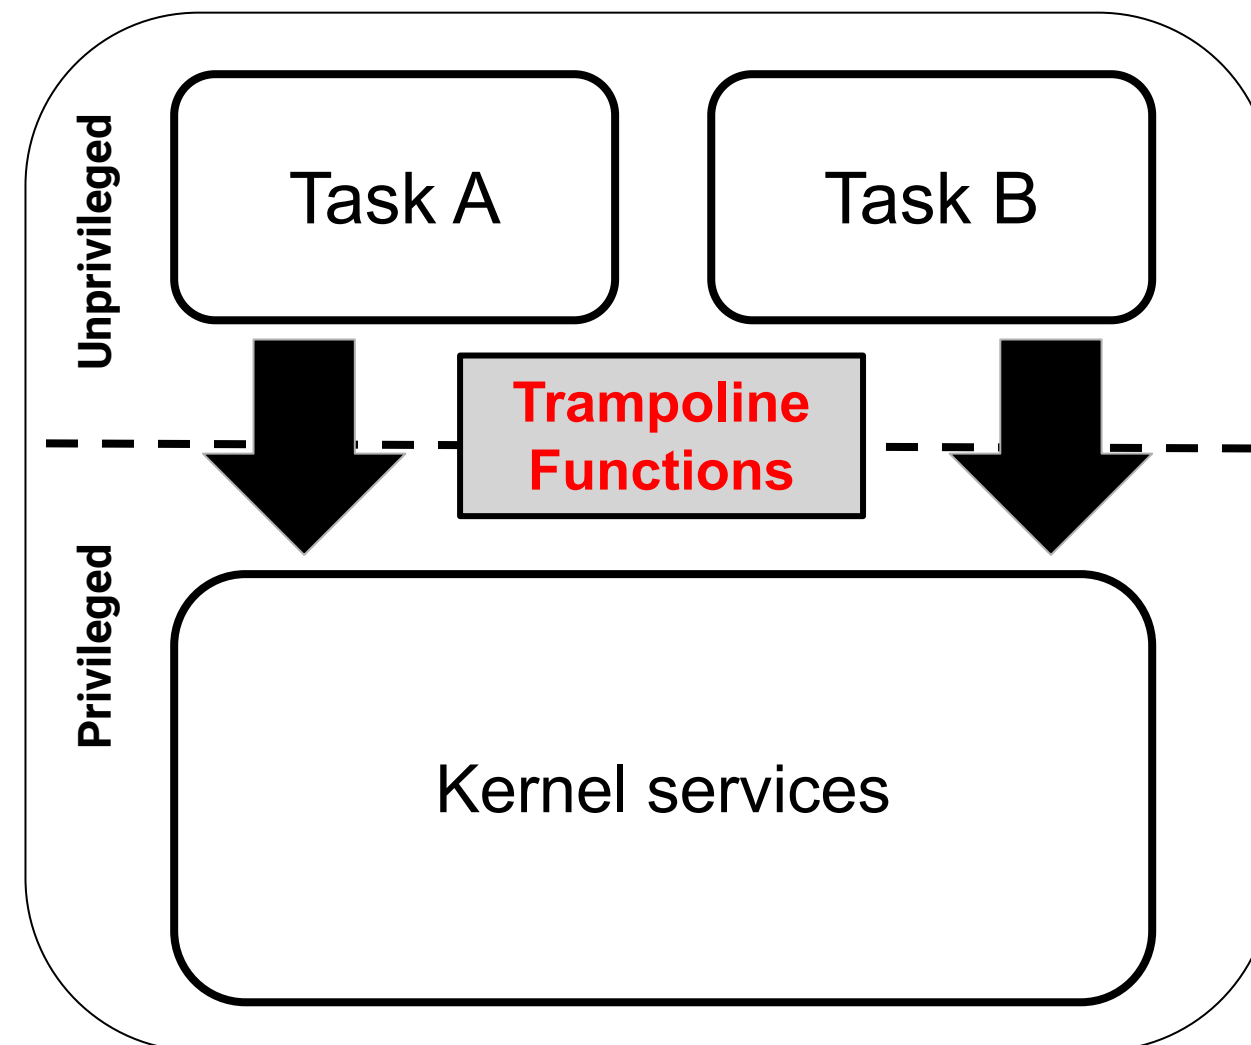 Unprivileged
Task A
Task B
Trampoline
Functions
Privileged
Kernel services